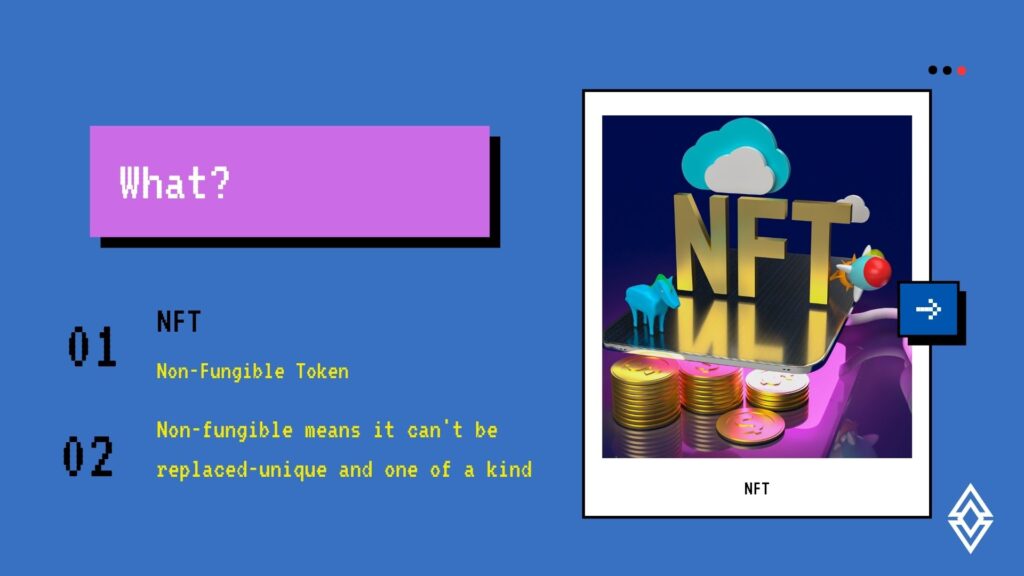 What?
01
NFT
Non-Fungible Token
02
Non-fungible means it can't be
replaced-unique and one of a kind
NFT
NFT